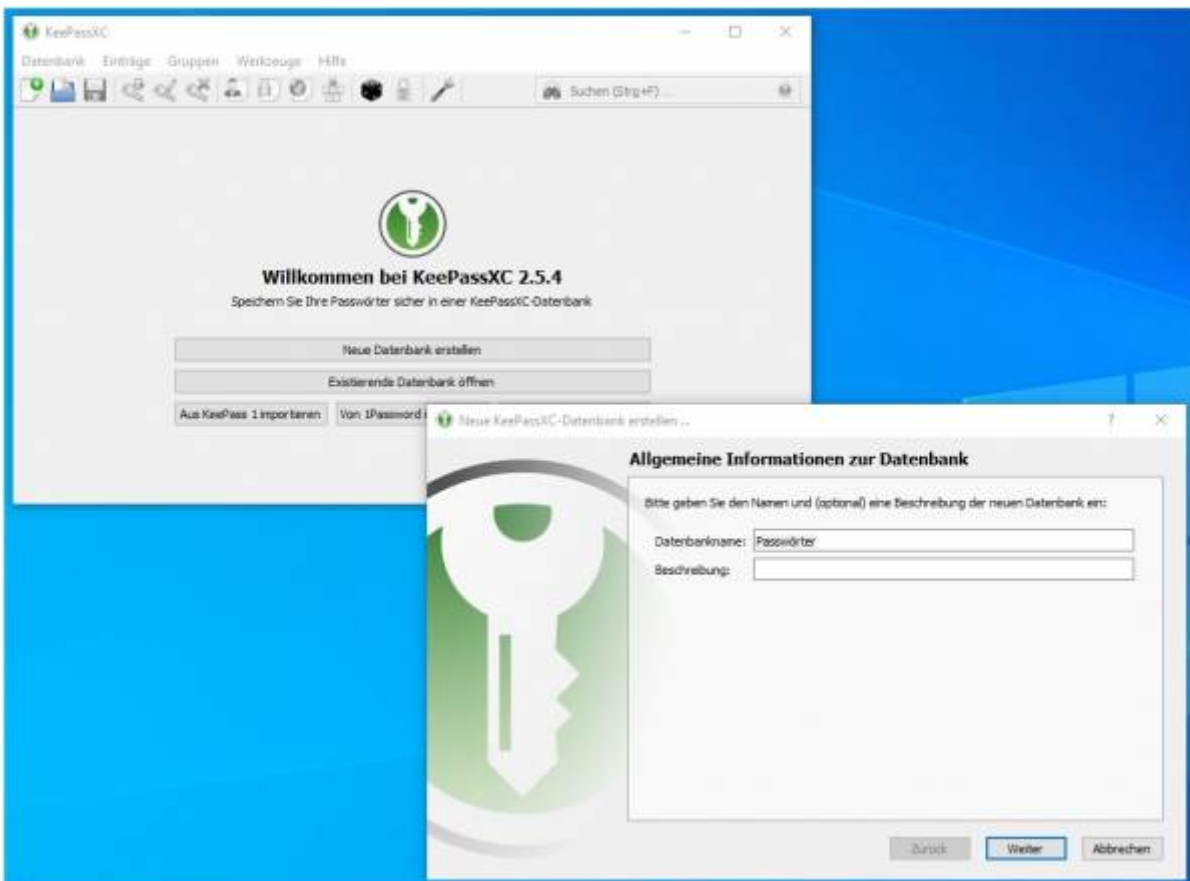 KeePassXC
Datenbank Einträge Gruppen Werkzeuge Hilfe
Suchen (Strg+F) ...
Willkommen bei KeePassXC 2.5.4
Speichern Sie Ihre Passwörter sicher in einer KeePassXC-Datenbank
Neue Datenbank erstellen
Existierende Datenbank öffnen
Aus KeePass 1 importieren Von 1Password
Neue KeePassXC-Datenbank erstellen ...
Allgemeine Informationen zur Datenbank
Bitte geben Sie den Namen und (optional) eine Beschreibung der neuen Datenbank ein:
Datenbankname: Passwörter
Beschreibung:
Zurück Weiter Abbrechen